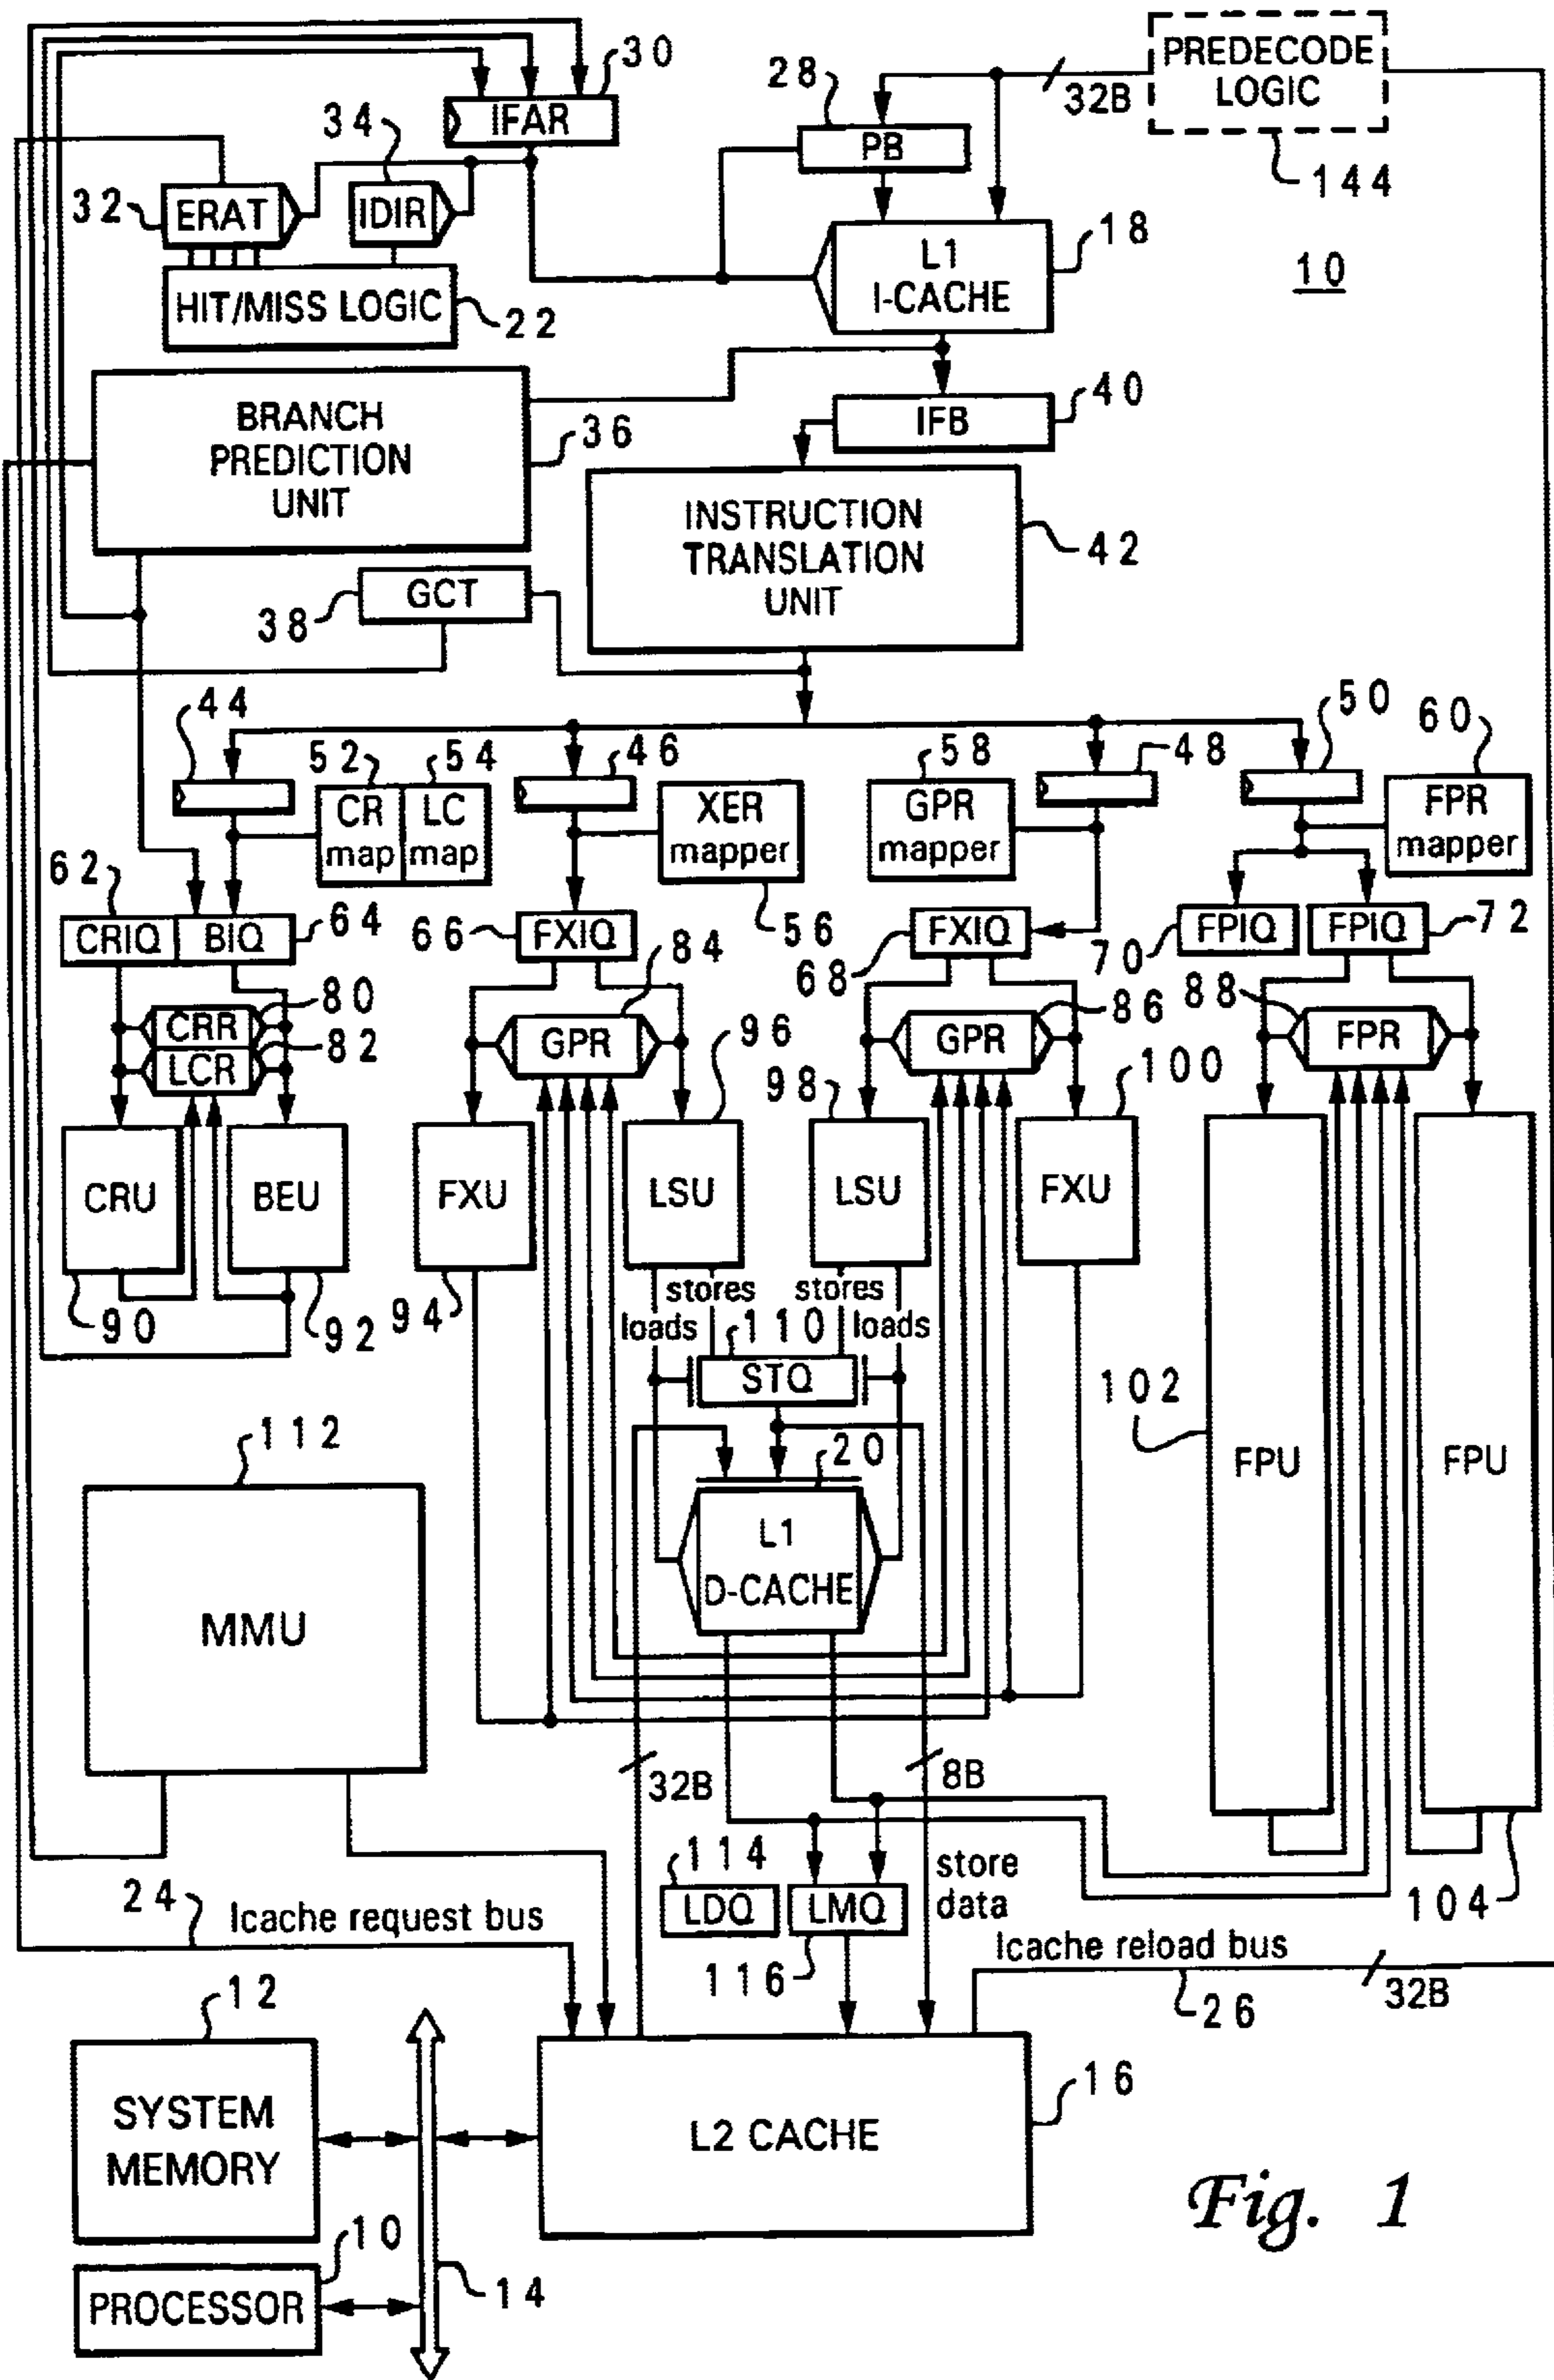 30
PREDECODE
LOGIC
32B
28
IFAR
34
PB
144
32
ERAT
IDIR
18
L1
I-CACHE
10
HIT/MISS LOGIC
22
40
IFB
BRANCH
PREDICTION
UNIT
36
INSTRUCTION
TRANSLATION
UNIT
42
GCT
38
44
52
54
46
58
48
50
60
CR
map
LC
map
XER
mapper
GPR
mapper
FPR
mapper
62
CRIQ
BIQ
64
66
FXIQ
56
FXIQ
68
70
FPIQ
FPIQ
72
80
CRR
LCR
82
84
GPR
96
GPR
86
88
FPR
98
100
CRU
BEU
FXU
LSU
LSU
FXU
90
92
94
stores
stores
loads
110
loads
STQ
102
FPU
FPU
112
20
L1
D-CACHE
MMU
32B
8B
114
LDQ
LMQ
116
store
data
104
24
Icache request bus
Icache reload bus
26
32B
12
SYSTEM
MEMORY
L2 CACHE
16
10
PROCESSOR
14
Fig. 1